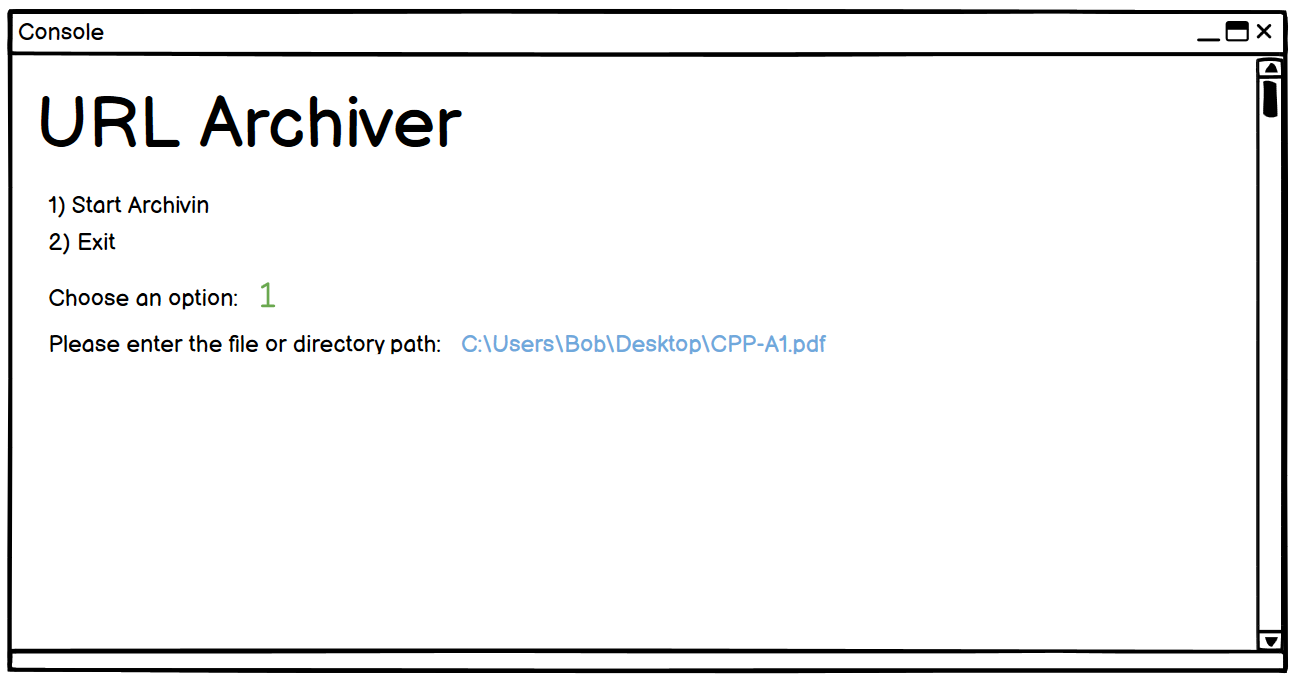 Console
URL Archiver
1) Start Archivin
2) Exit
Choose an option: 1
Please enter the file or directory path: C:\Users\Bob\Desktop\CPP-A1.pdf